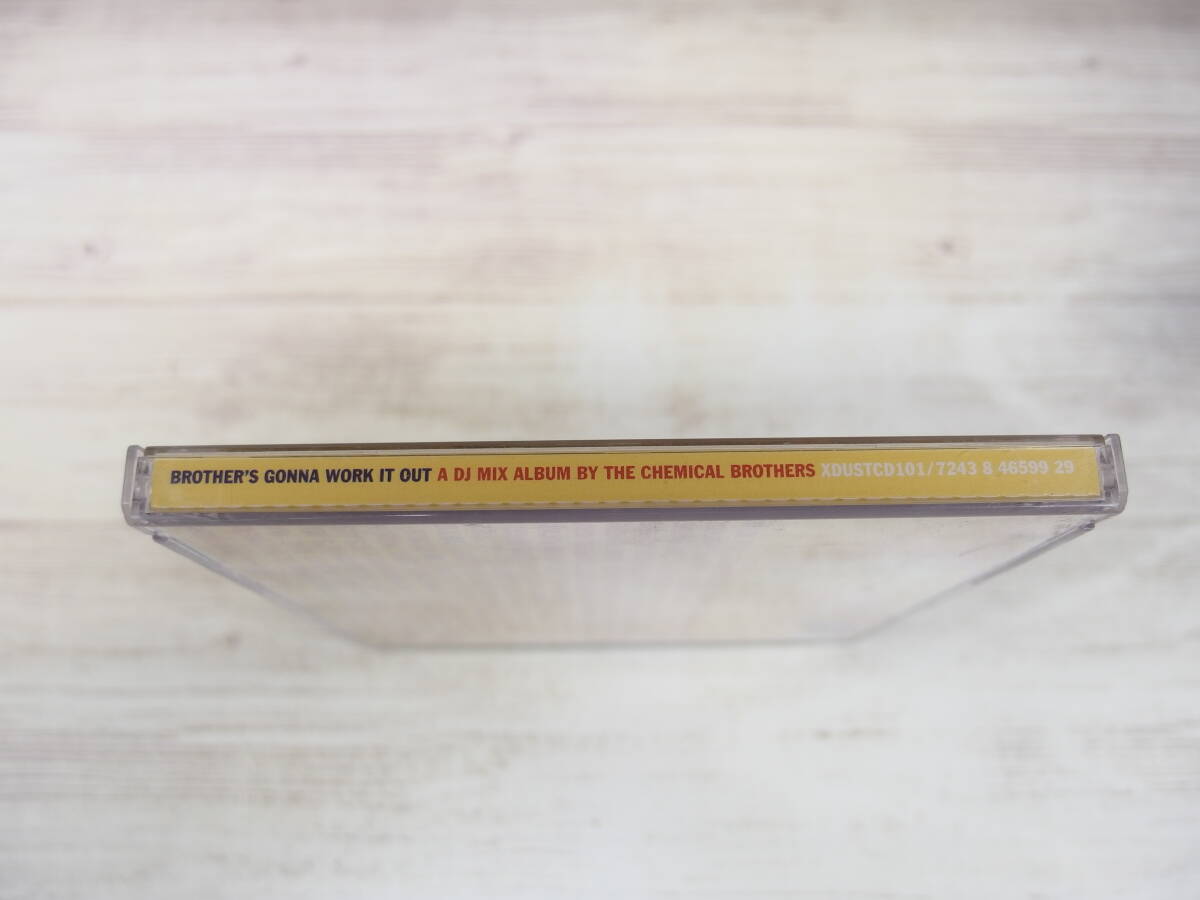 BROTHER'S GONNA WORK IT OUT A DJ MIX ALBUM BY THE CHEMICAL BROTHERS XDUSTCD101/7243 8 46599 29